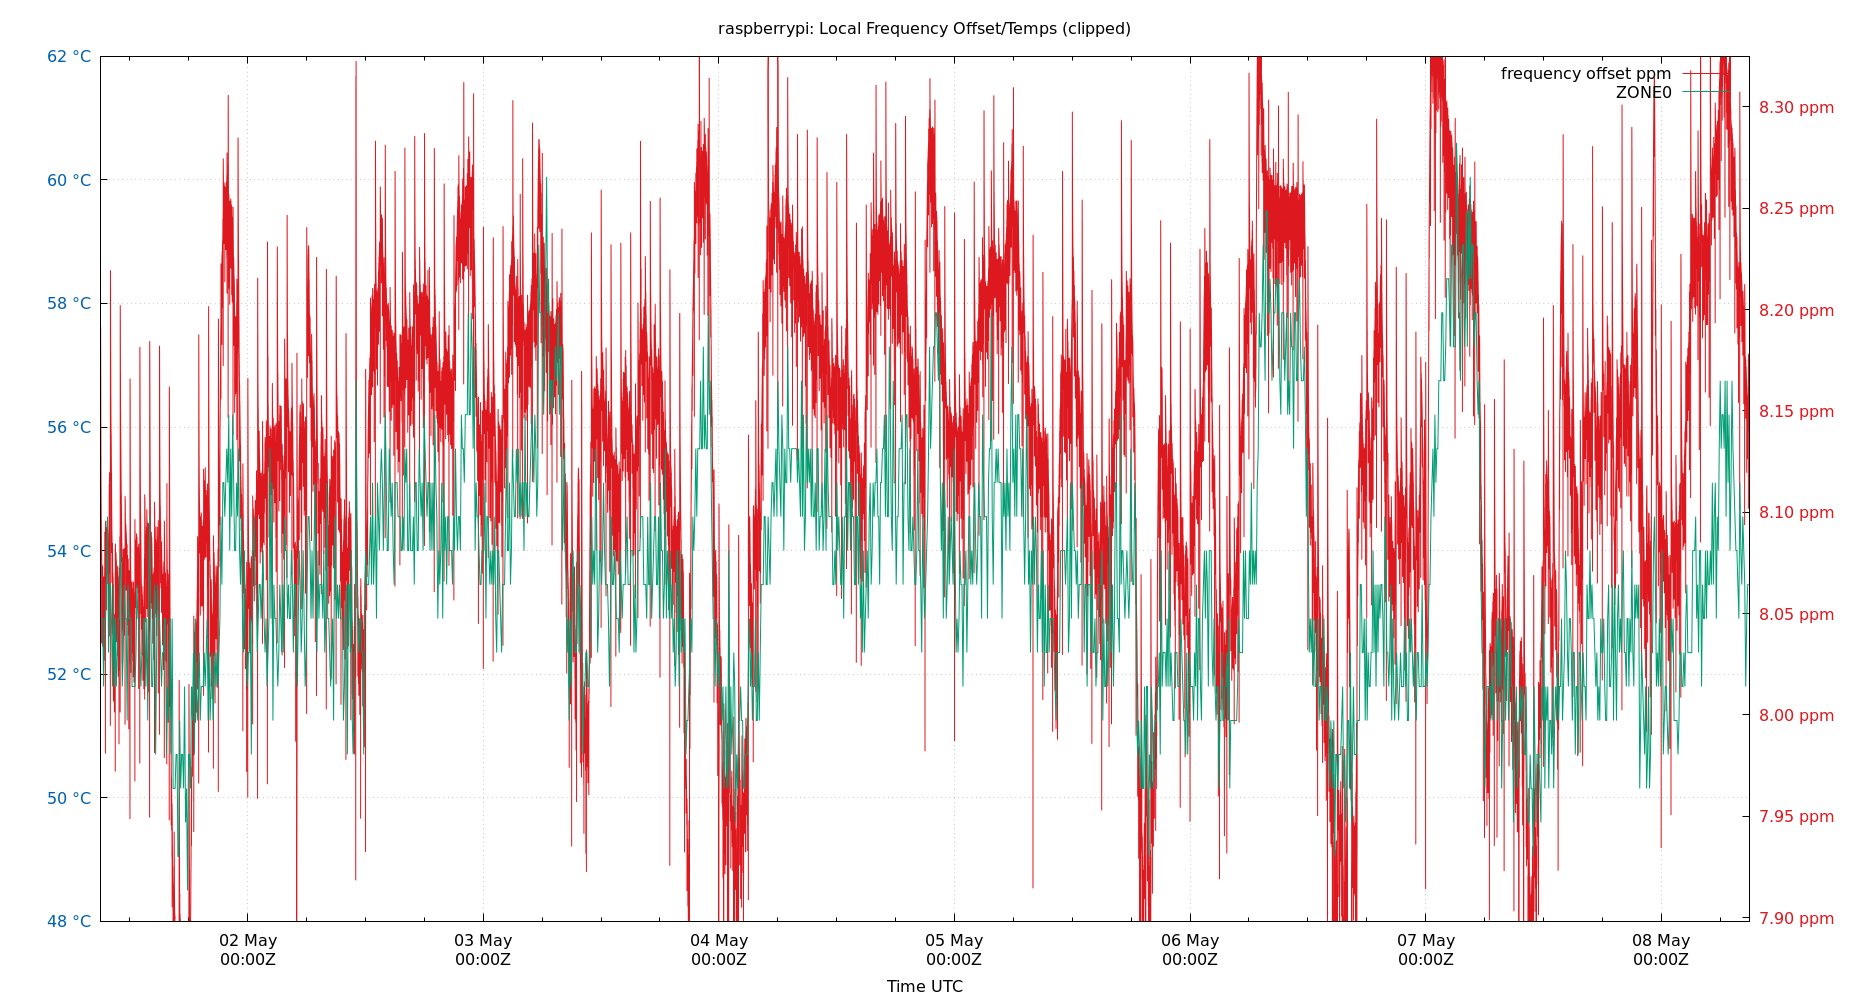 raspberrypi: Local Frequency Offset/Temps (clipped)
frequency offset ppm
ZONE0
62 °C
60 °C
58 °C
56 °C
54 °C
52 °C
50 °C
48 °C
8.30 ppm
8.25 ppm
8.20 ppm
8.15 ppm
8.10 ppm
8.05 ppm
8.00 ppm
7.95 ppm
7.90 ppm
02 May
00:00Z
03 May
00:00Z
04 May
00:00Z
05 May
00:00Z
06 May
00:00Z
07 May
00:00Z
08 May
00:00Z
Time UTC